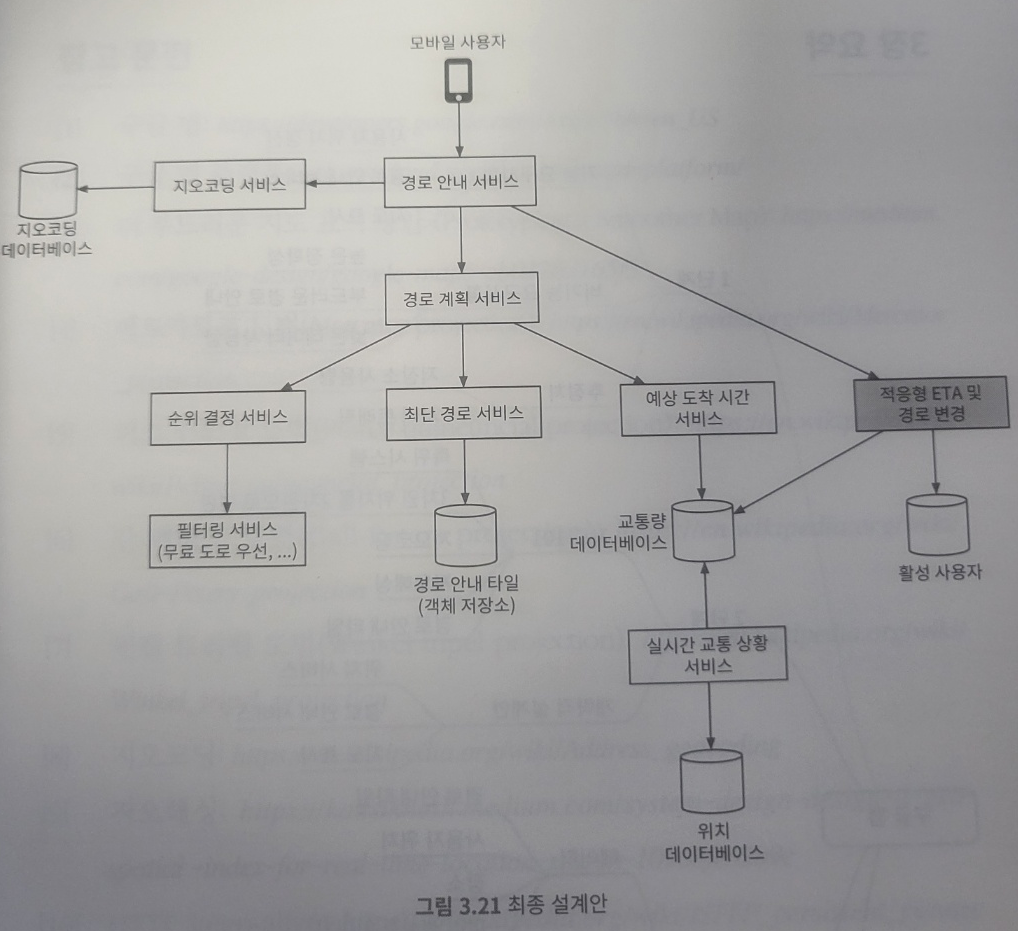 모바일 사용자
지오코딩 서비스
경로 안내 서비스
지오코딩
데이터베이스
경로 계획 서비스
순위 결정 서비스
최단 경로 서비스
예상 도착 시간
서비스
적응형 ETA 및
경로 변경
필터링 서비스
(무료 도로 우선, ...)
경로 안내 타일
(객체 저장소)
교통량
데이터베이스
활성 사용자
실시간 교통 상황
서비스
위치
데이터베이스
그림 3.21 최종 설계안